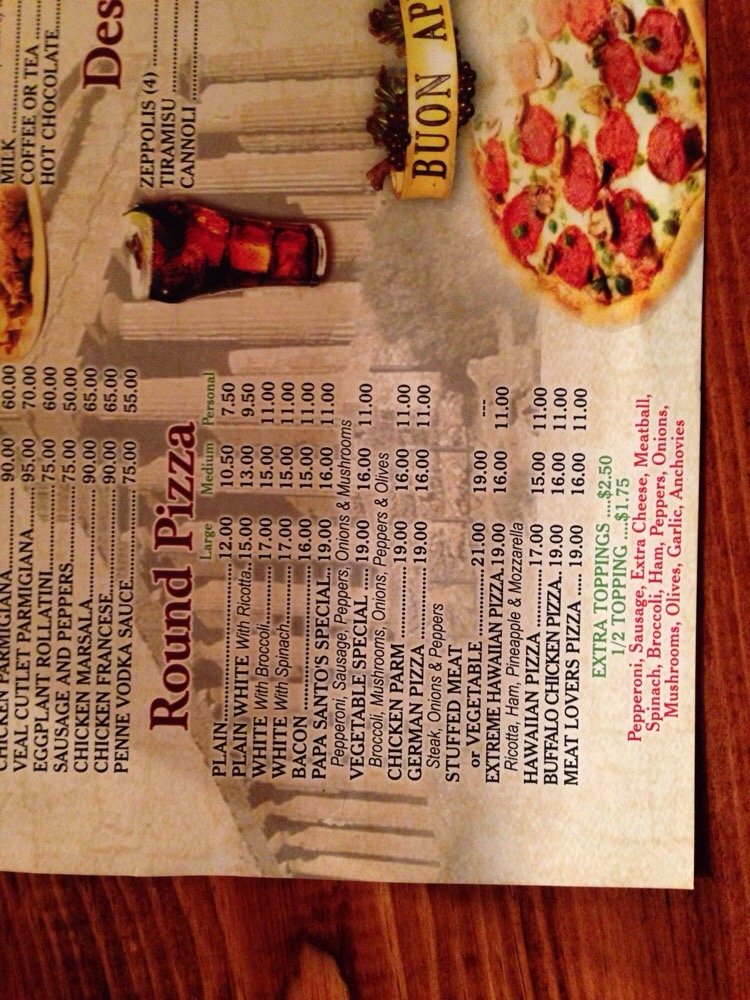 MILK
COFFEE OR TEA
HOT CHOCOLATE
Des
ZEPPOLIS (4)
TIRAMISU
CANNOLI
BUON AP
CHICKEN PARMIGIANA ..... 90.00 60.00
VEAL CUTLET PARMIGIANA ..... 95.00 70.00
EGGPLANT ROLLATINI ..... 75.00 60.00
SAUSAGE AND PEPPERS ..... 75.00 50.00
CHICKEN MARSALA ..... 90.00 65.00
CHICKEN FRANCESE ..... 90.00 65.00
PENNE VODKA SAUCE ..... 75.00 55.00
Round Pizza
Large Medium Personal
PLAIN ..... 12.00 10.50 7.50
PLAIN WHITE With Ricotta .. 15.00 13.00 9.50
WHITE With Broccoli ..... 17.00 15.00 11.00
WHITE With Spinach ..... 17.00 15.00 11.00
BACON ..... 16.00 15.00 11.00
PAPA SANTO'S SPECIAL .. 19.00 16.00 11.00
Pepperoni, Sausage, Peppers, Onions & Mushrooms
VEGETABLE SPECIAL ..... 19.00 16.00 11.00
Broccoli, Mushrooms, Onions, Peppers & Olives
CHICKEN PARM ..... 19.00 16.00 11.00
GERMAN PIZZA ..... 19.00 16.00 11.00
Steak, Onions & Peppers
STUFFED MEAT
or VEGETABLE ..... 21.00 19.00 ---
EXTREME HAWAIIAN PIZZA . 19.00 16.00 11.00
Ricotta, Ham, Pineapple & Mozzarella
HAWAIIAN PIZZA ..... 17.00 15.00 11.00
BUFFALO CHICKEN PIZZA .. 19.00 16.00 11.00
MEAT LOVERS PIZZA ..... 19.00 16.00 11.00
EXTRA TOPPINGS ....$2.50
1/2 TOPPING ....$1.75
Pepperoni, Sausage, Extra Cheese, Meatball,
Spinach, Broccoli, Ham, Peppers, Onions,
Mushrooms, Olives, Garlic, Anchovies